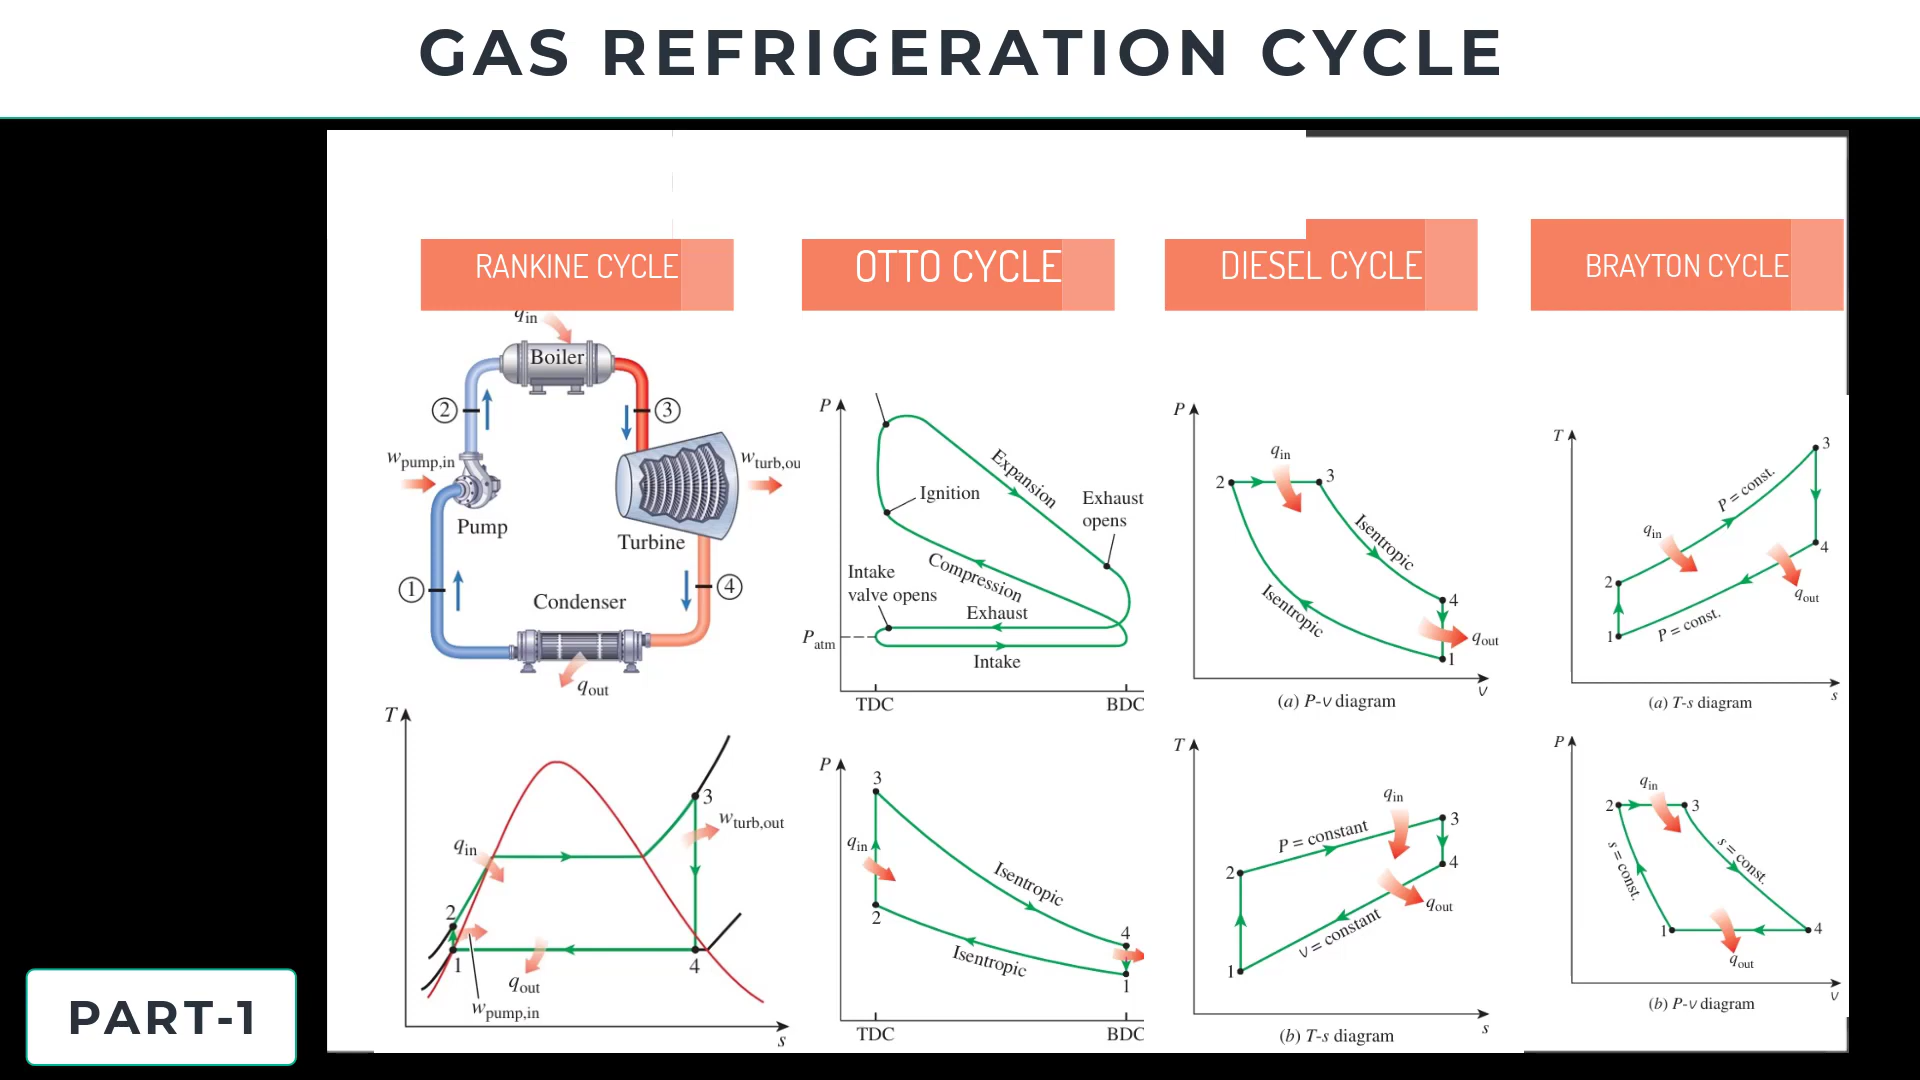 GAS REFRIGERATION CYCLE
RANKINE CYCLE
OTTO CYCLE
DIESEL CYCLE
BRAYTON CYCLE
qin
Boiler
2
3
wpump,in
wturb,ou
Pump
Turbine
1
4
Condenser
qout
T
3
wturb,out
qin
2
1
4
qout
wpump,in
s
P
Expansion
Ignition
Exhaust
opens
Compression
Intake
valve opens
Exhaust
Patm
Intake
TDC
BDC
P
3
qin
Isentropic
2
4
Isentropic
1
TDC
BDC
P
qin
2
3
Isentropic
Isentropic
4
qout
1
v
(a) P-v diagram
T
qin
P = constant
3
2
4
qout
v = constant
1
s
(b) T-s diagram
T
3
P = const.
qin
4
2
qout
1
P = const.
s
(a) T-s diagram
P
qin
2
3
s = const.
s = const.
1
4
qout
v
(b) P-v diagram
PART-1